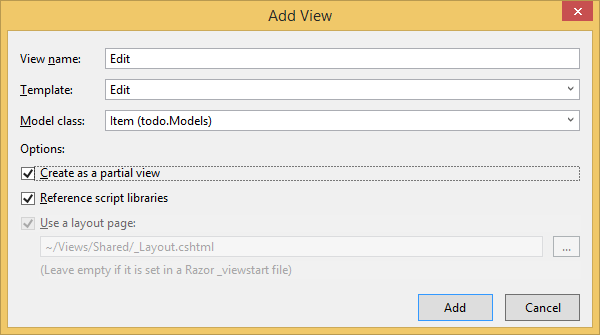 Add View
View name: Edit
Template: Edit
Model class: Item (todo.Models)
Options:
Create as a partial view
Reference script libraries
Use a layout page:
~/Views/Shared/_Layout.cshtml ...
(Leave empty if it is set in a Razor _viewstart file)
Add Cancel